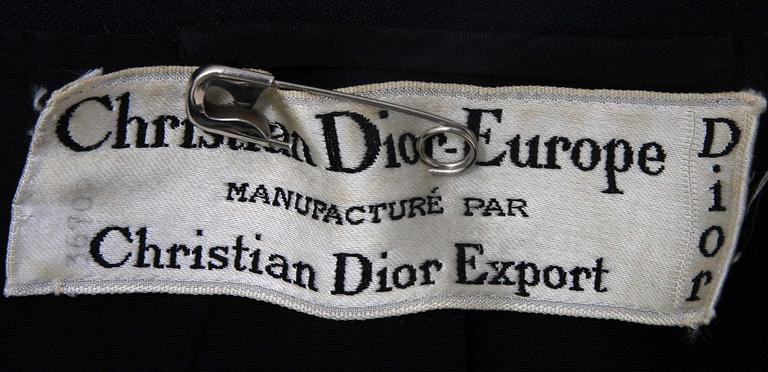 Christian Dior-Europe
MANUFACTURÉ PAR
Christian Dior Export
Dior